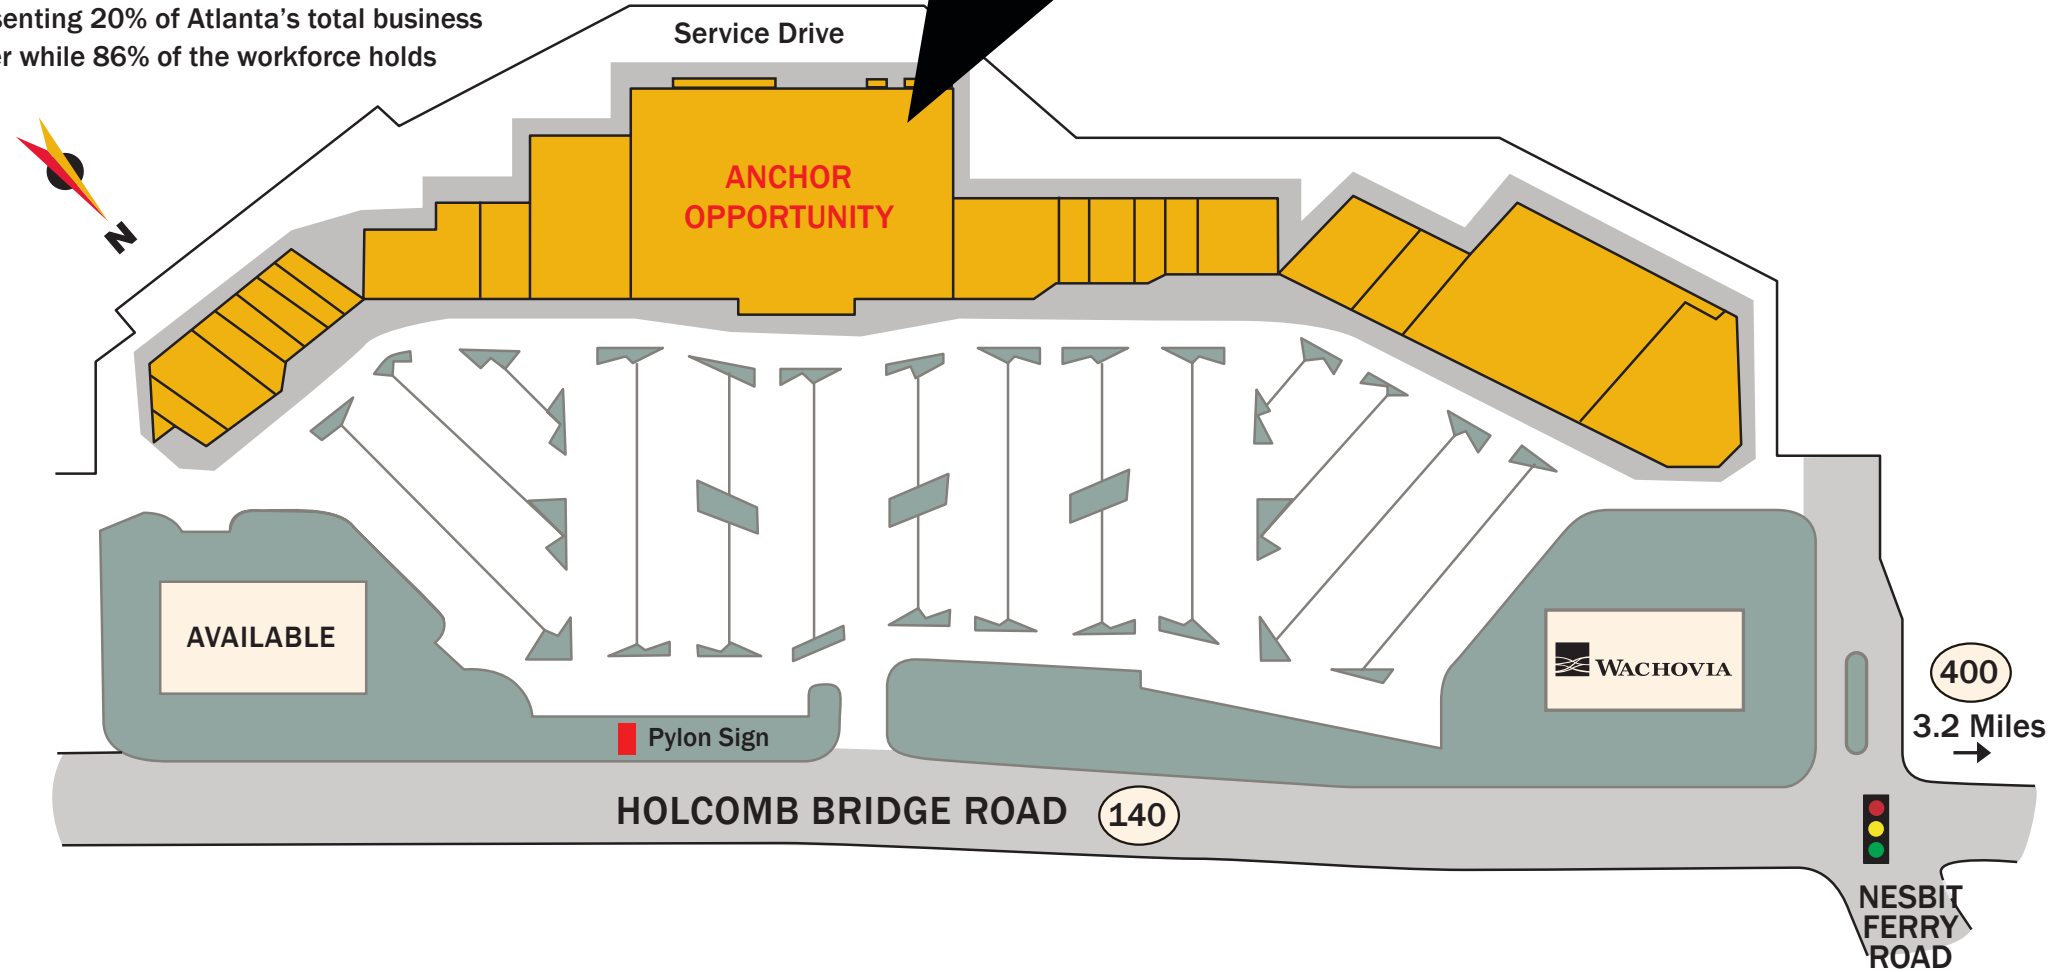 senting 20% of Atlanta's total business
er while 86% of the workforce holds
Service Drive
N
ANCHOR
OPPORTUNITY
AVAILABLE
WACHOVIA
400
3.2 Miles
Pylon Sign
HOLCOMB BRIDGE ROAD 140
NESBIT
FERRY
ROAD